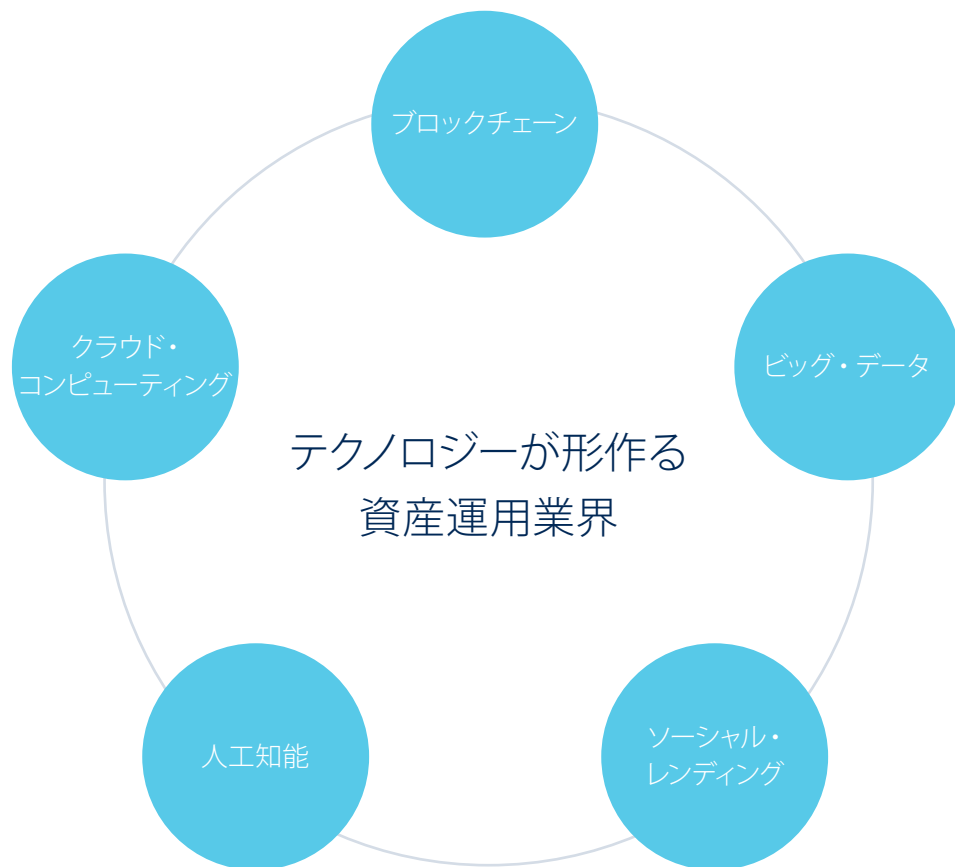 ブロックチェーン
クラウド・
コンピューティング
ビッグ・データ
テクノロジーが形作る
資産運用業界
人工知能
ソーシャル・
レンディング